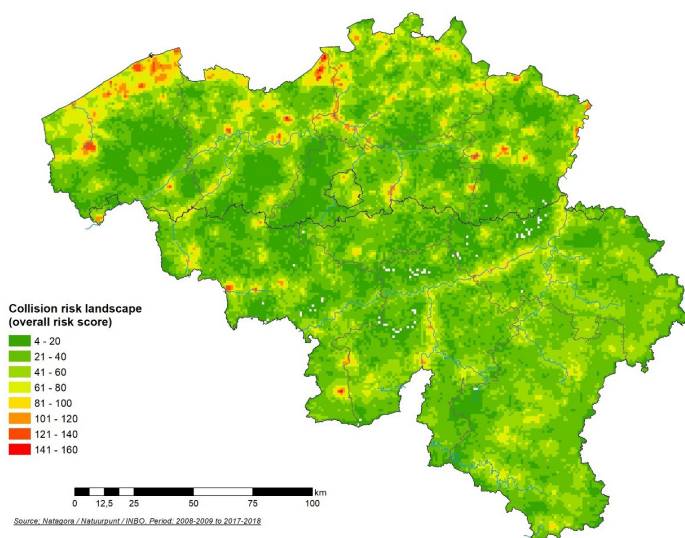 Collision risk landscape
(overall risk score)
4 - 20
21 - 40
41 - 60
61 - 80
81 - 100
101 - 120
121 - 140
141 - 160
km
0 12,5 25 50 75 100
Source: Natagora / Natuurpunt / INBO. Period: 2008-2009 to 2017-2018